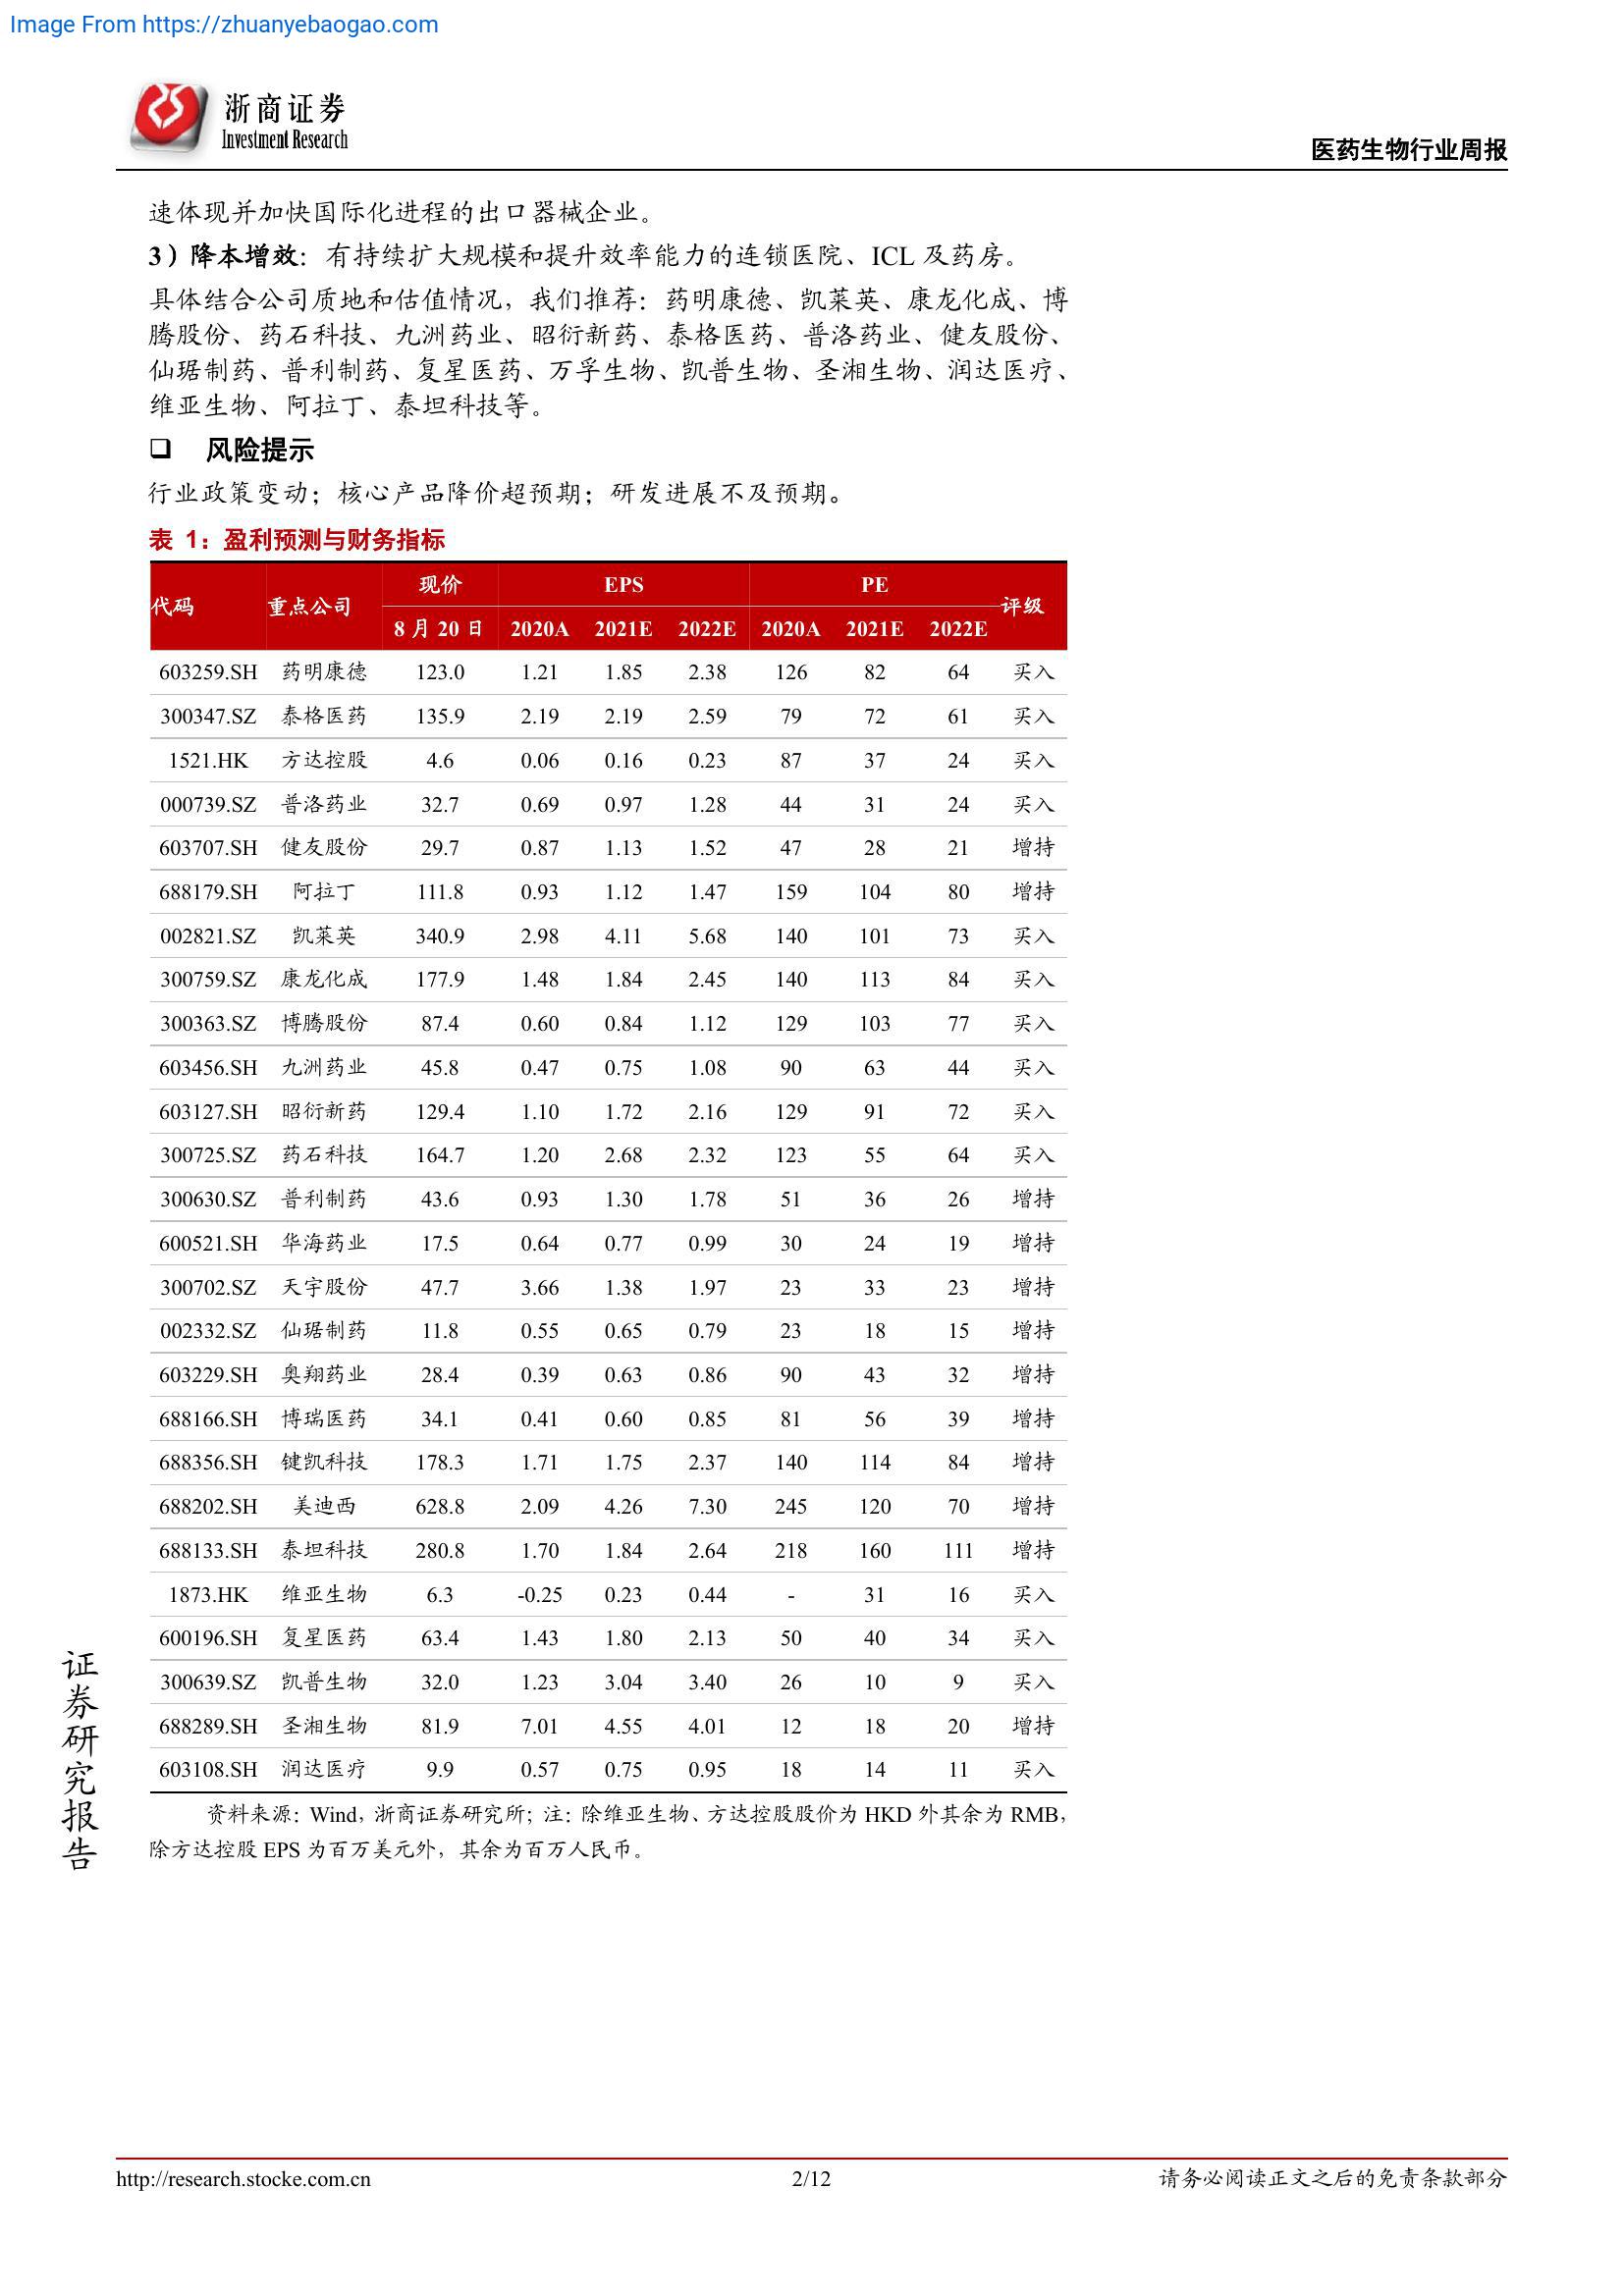 Image From https://zhuanyebaogao.com
浙商证券
Investment Research
医药生物行业周报
速体现并加快国际化进程的出口器械企业。
3）降本增效：有持续扩大规模和提升效率能力的连锁医院、ICL 及药房。
具体结合公司质地和估值情况，我们推荐：药明康德、凯莱英、康龙化成、博
腾股份、药石科技、九洲药业、昭衍新药、泰格医药、普洛药业、健友股份、
仙琚制药、普利制药、复星医药、万孚生物、凯普生物、圣湘生物、润达医疗、
维亚生物、阿拉丁、泰坦科技等。
❑ 风险提示
行业政策变动；核心产品降价超预期；研发进展不及预期。
表 1：盈利预测与财务指标
代码 重点公司 现价 EPS PE 评级
8 月 20 日 2020A 2021E 2022E 2020A 2021E 2022E
603259.SH 药明康德 123.0 1.21 1.85 2.38 126 82 64 买入
300347.SZ 泰格医药 135.9 2.19 2.19 2.59 79 72 61 买入
1521.HK 方达控股 4.6 0.06 0.16 0.23 87 37 24 买入
000739.SZ 普洛药业 32.7 0.69 0.97 1.28 44 31 24 买入
603707.SH 健友股份 29.7 0.87 1.13 1.52 47 28 21 增持
688179.SH 阿拉丁 111.8 0.93 1.12 1.47 159 104 80 增持
002821.SZ 凯莱英 340.9 2.98 4.11 5.68 140 101 73 买入
300759.SZ 康龙化成 177.9 1.48 1.84 2.45 140 113 84 买入
300363.SZ 博腾股份 87.4 0.60 0.84 1.12 129 103 77 买入
603456.SH 九洲药业 45.8 0.47 0.75 1.08 90 63 44 买入
603127.SH 昭衍新药 129.4 1.10 1.72 2.16 129 91 72 买入
300725.SZ 药石科技 164.7 1.20 2.68 2.32 123 55 64 买入
300630.SZ 普利制药 43.6 0.93 1.30 1.78 51 36 26 增持
600521.SH 华海药业 17.5 0.64 0.77 0.99 30 24 19 增持
300702.SZ 天宇股份 47.7 3.66 1.38 1.97 23 33 23 增持
002332.SZ 仙琚制药 11.8 0.55 0.65 0.79 23 18 15 增持
603229.SH 奥翔药业 28.4 0.39 0.63 0.86 90 43 32 增持
688166.SH 博瑞医药 34.1 0.41 0.60 0.85 81 56 39 增持
688356.SH 键凯科技 178.3 1.71 1.75 2.37 140 114 84 增持
688202.SH 美迪西 628.8 2.09 4.26 7.30 245 120 70 增持
688133.SH 泰坦科技 280.8 1.70 1.84 2.64 218 160 111 增持
1873.HK 维亚生物 6.3 -0.25 0.23 0.44 - 31 16 买入
600196.SH 复星医药 63.4 1.43 1.80 2.13 50 40 34 买入
300639.SZ 凯普生物 32.0 1.23 3.04 3.40 26 10 9 买入
688289.SH 圣湘生物 81.9 7.01 4.55 4.01 12 18 20 增持
603108.SH 润达医疗 9.9 0.57 0.75 0.95 18 14 11 买入
资料来源：Wind，浙商证券研究所；注：除维亚生物、方达控股股价为 HKD 外其余为 RMB，
除方达控股 EPS 为百万美元外，其余为百万人民币。
证券研究报告
http://research.stocke.com.cn
2/12
请务必阅读正文之后的免责条款部分